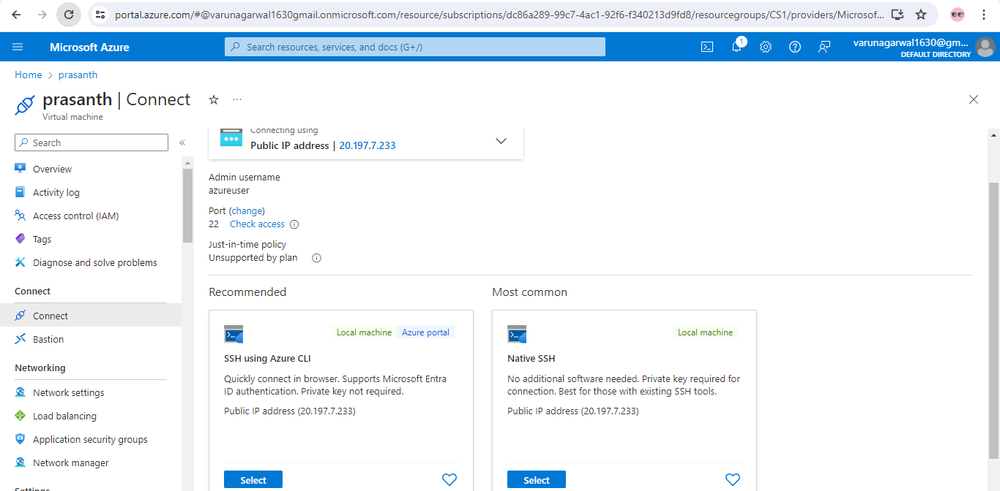 portal.azure.com/#@varunagarwal1630gmail.onmicrosoft.com/resource/subscriptions/dc86a289-99c7-4ac1-92f6-f340213d9fd8/resourcegroups/CS1/providers/Microsof...
Microsoft Azure
Search resources, services, and docs (G+/)
1
varunagarwal1630@gm...
DEFAULT DIRECTORY
Home > prasanth
prasanth | Connect
Virtual machine
Search
Overview
Activity log
Access control (IAM)
Tags
Diagnose and solve problems
Connect
Connect
Bastion
Networking
Network settings
Load balancing
Application security groups
Network manager
Settings
Connecting using
Public IP address | 20.197.7.233
Admin username
azureuser
Port (change)
22 Check access
Just-in-time policy
Unsupported by plan
Recommended
Local machine Azure portal
SSH using Azure CLI
Quickly connect in browser. Supports Microsoft Entra
ID authentication. Private key not required.
Public IP address (20.197.7.233)
Select
Most common
Local machine
Native SSH
No additional software needed. Private key required for
connection. Best for those with existing SSH tools.
Public IP address (20.197.7.233)
Select